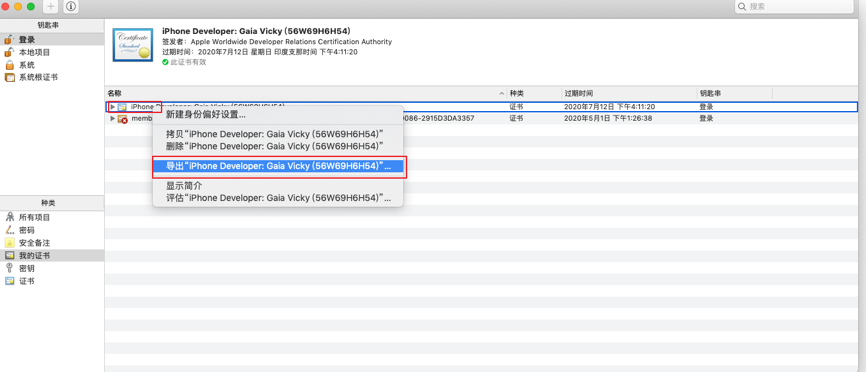 搜索
钥匙串
登录
本地项目
系统
系统根证书
Certificate
Standard
iPhone Developer: Gaia Vicky (56W69H6H54)
签发者：Apple Worldwide Developer Relations Certification Authority
过期时间：2020年7月12日 星期日 印度支那时间 下午4:11:20
此证书有效
名称 种类 过期时间 钥匙串
iPhone Developer: Gaia Vicky (56W69H6H54) 证书 2020年7月12日 下午4:11:20 登录
memb 0086-2915D3DA3357 证书 2020年5月1日 下午1:26:38 登录
新建身份偏好设置...
拷贝“iPhone Developer: Gaia Vicky (56W69H6H54)”
删除“iPhone Developer: Gaia Vicky (56W69H6H54)”
导出“iPhone Developer: Gaia Vicky (56W69H6H54)”...
显示简介
评估“iPhone Developer: Gaia Vicky (56W69H6H54)”...
种类
所有项目
密码
安全备注
我的证书
密钥
证书